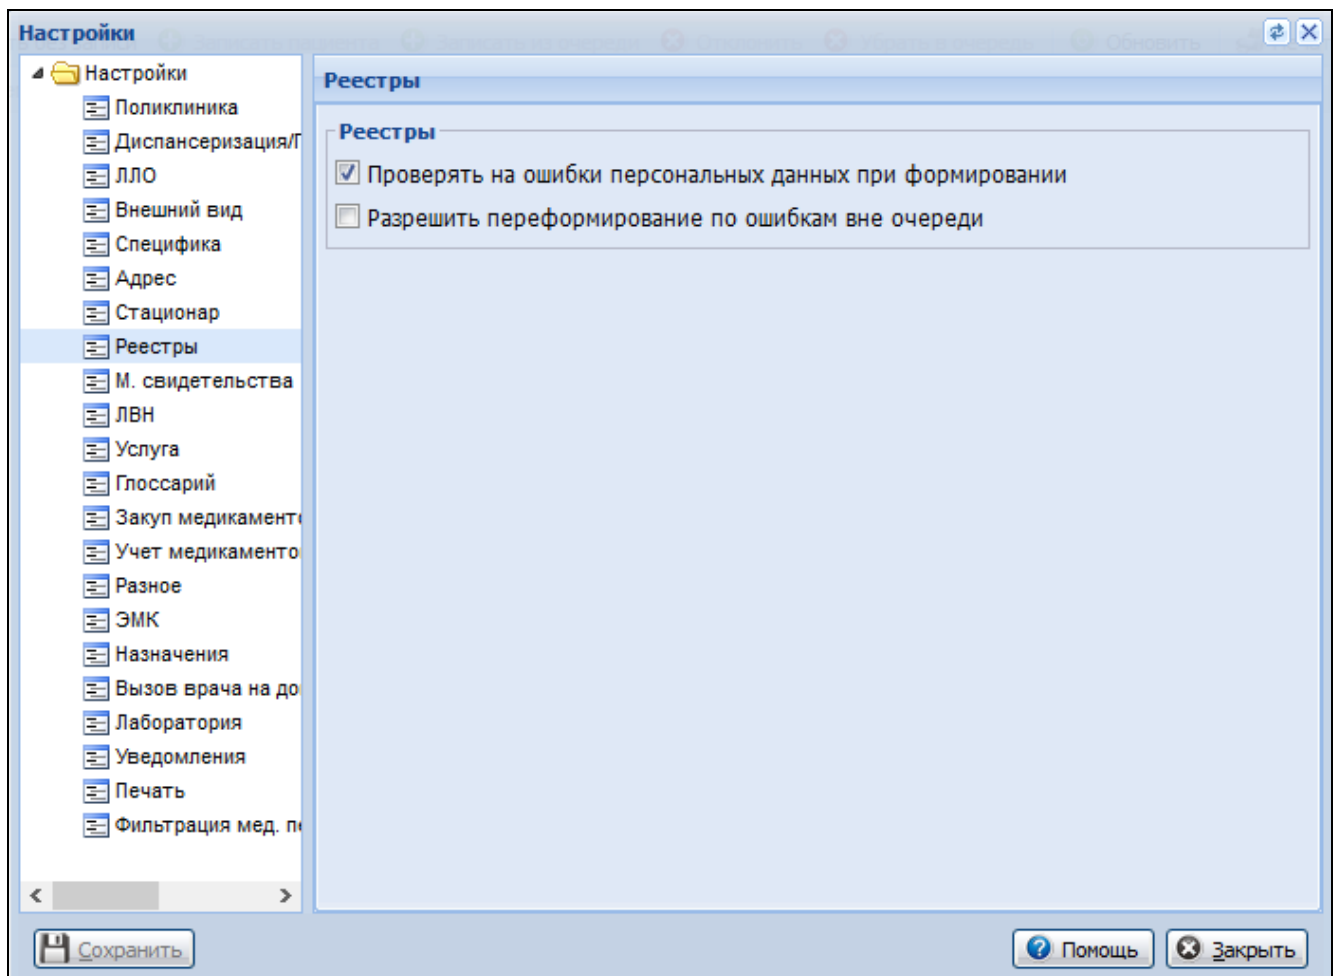 Настройки
Обновить
Настройки
Поликлиника
Диспансеризация/П
ЛЛО
Внешний вид
Специфика
Адрес
Стационар
Реестры
М. свидетельства
ЛВН
Услуга
Глоссарий
Закуп медикаменто
Учет медикаменто
Разное
ЭМК
Назначения
Вызов врача на до
Лаборатория
Уведомления
Печать
Фильтрация мед. п
Реестры
Реестры
Проверять на ошибки персональных данных при формировании
Разрешить переформирование по ошибкам вне очереди
Сохранить
Помощь
Закрыть